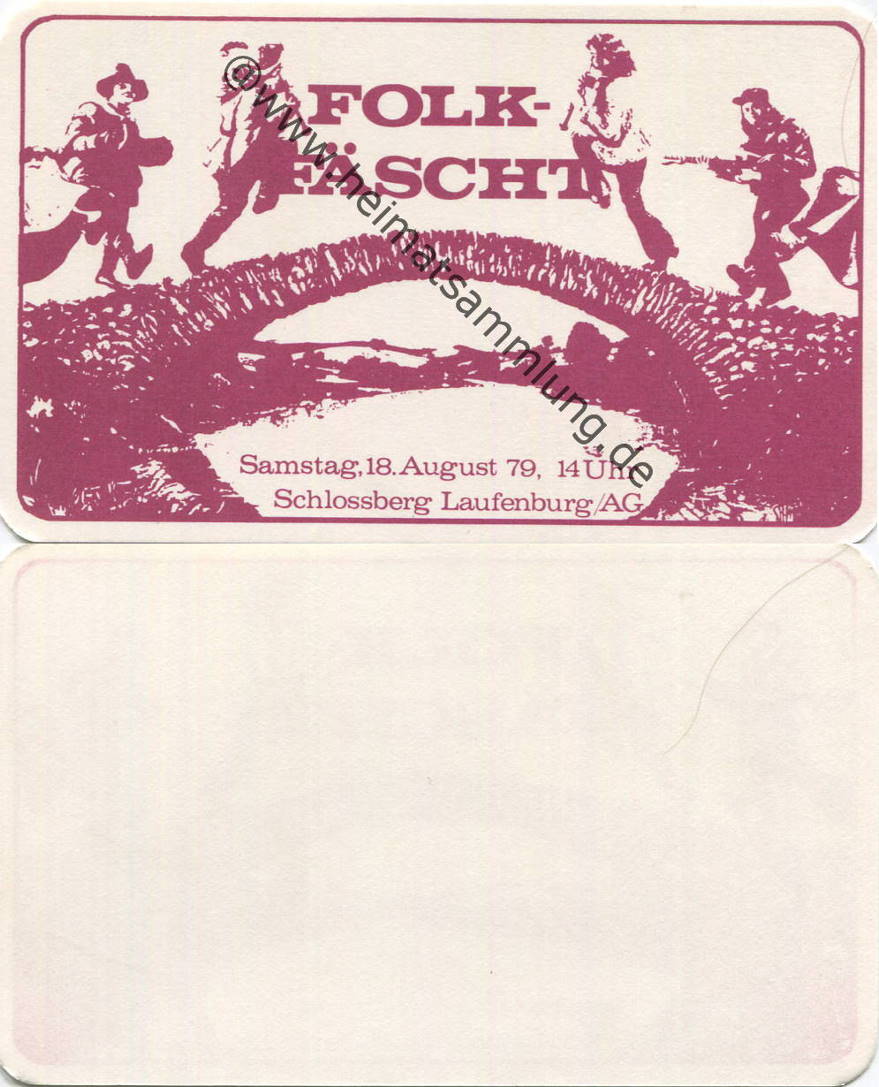 FOLK-
FÄSCHT
Samstag, 18. August 79, 14 Uhr
Schlossberg Laufenburg/AG
@www.heimatsammlung.de